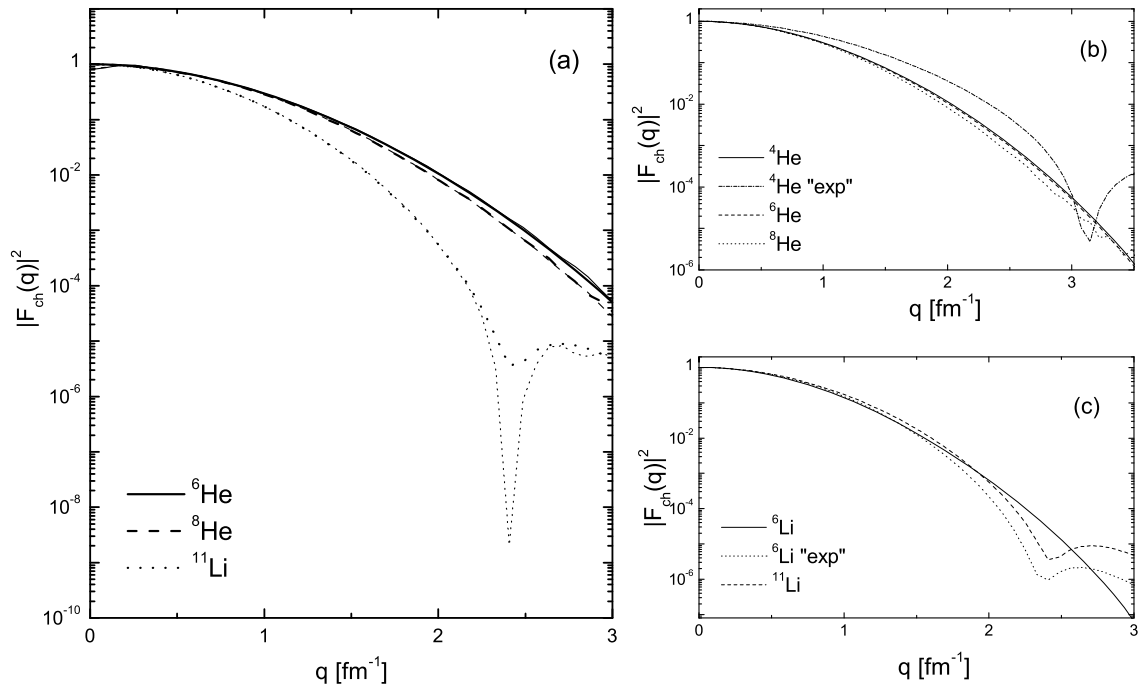 (a)
1
10⁻²
10⁻⁴
10⁻⁶
10⁻⁸
10⁻¹⁰
|F_ch(q)|²
⁶He
⁸He
¹¹Li
0 1 2 3
q [fm⁻¹]
(b)
1
10⁻²
10⁻⁴
10⁻⁶
|F_ch(q)|²
⁴He
⁴He "exp"
⁶He
⁸He
0 1 2 3
q [fm⁻¹]
(c)
1
10⁻²
10⁻⁴
10⁻⁶
|F_ch(q)|²
⁶Li
⁶Li "exp"
¹¹Li
0 1 2 3
q [fm⁻¹]